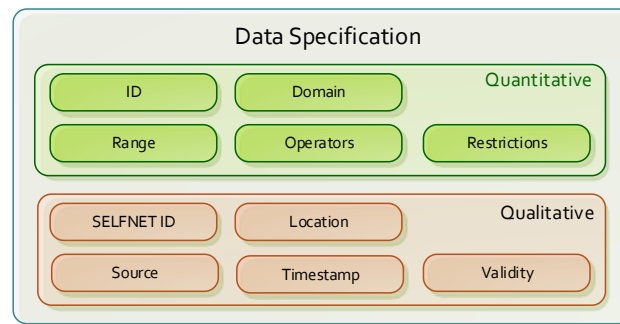 Data Specification
Quantitative
ID Domain
Range Operators Restrictions
Qualitative
SELFNET ID Location
Source Timestamp Validity